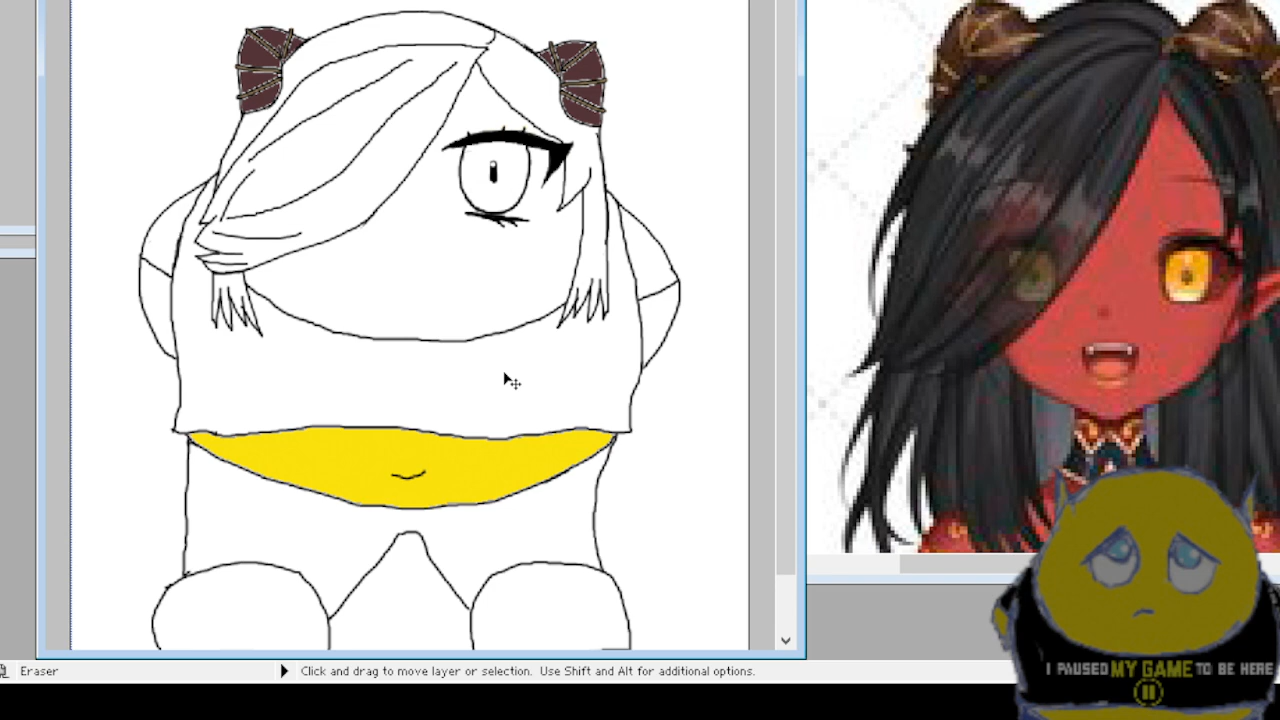 Eraser
Click and drag to move layer or selection. Use Shift and Alt for additional options.
I PAUSED MY GAME TO BE HERE